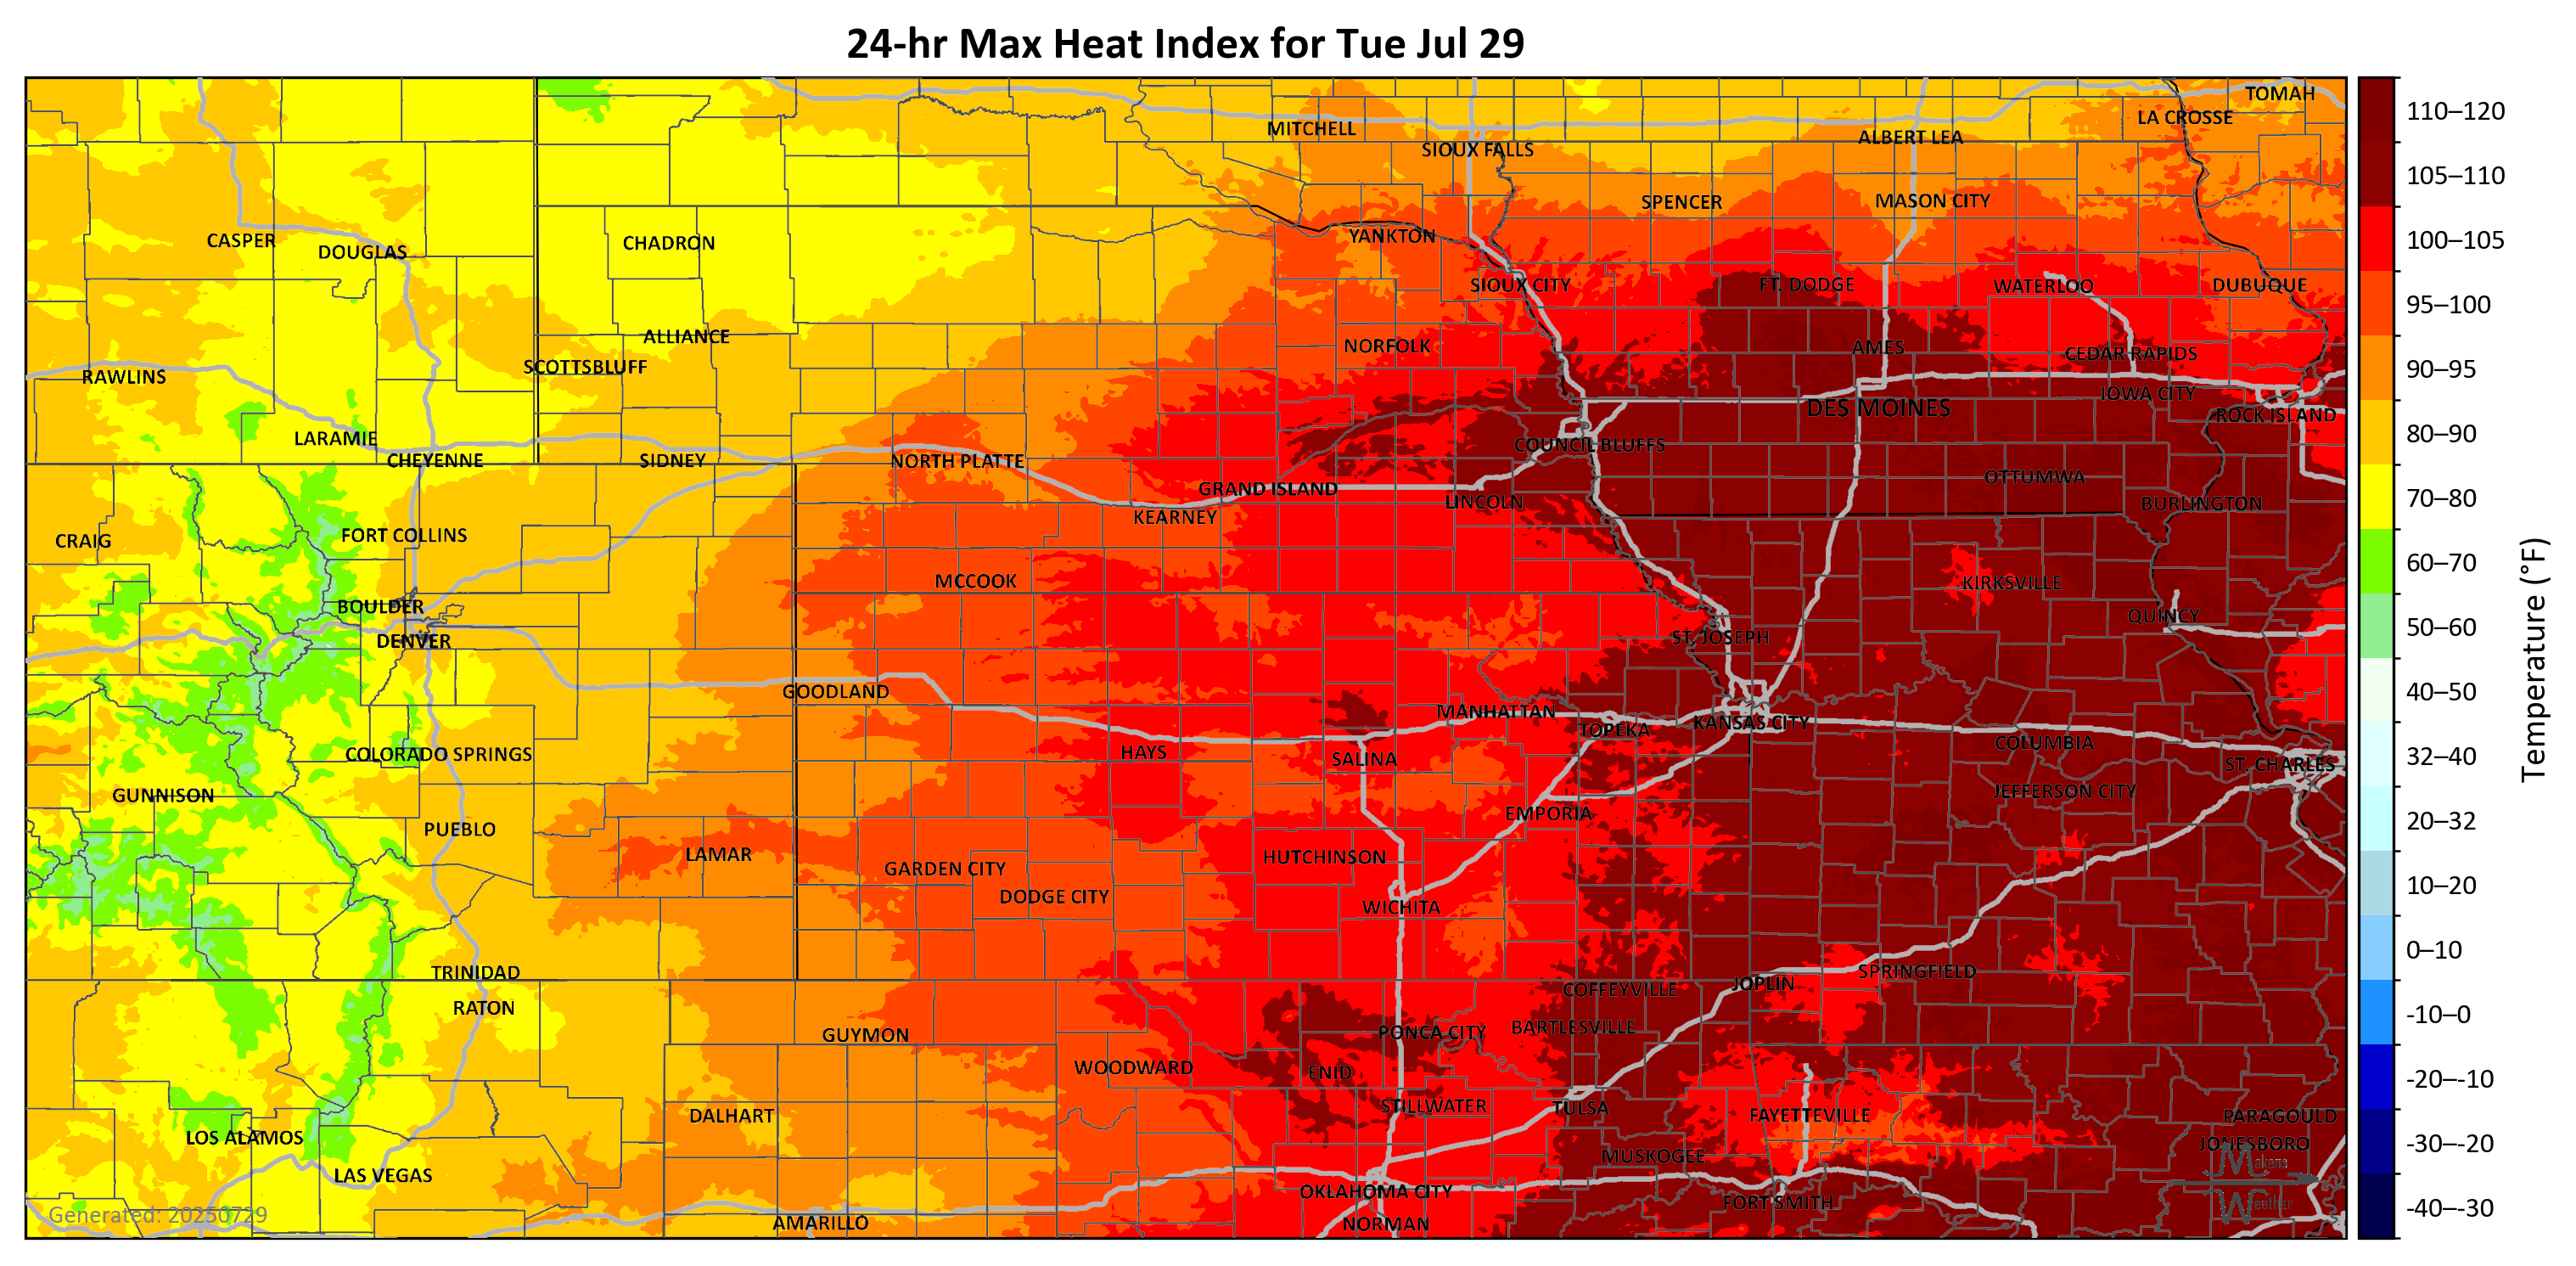 24-hr Max Heat Index for Tue Jul 29
TOMAH
LA CROSSE
MITCHELL
ALBERT LEA
SIOUX FALLS
SPENCER
MASON CITY
YANKTON
CASPER
DOUGLAS
CHADRON
SIOUX CITY
FT. DODGE
WATERLOO
DUBUQUE
ALLIANCE
NORFOLK
AMES
CEDAR RAPIDS
SCOTTSBLUFF
RAWLINS
IOWA CITY
DES MOINES
ROCK ISLAND
LARAMIE
COUNCIL BLUFFS
CHEYENNE
SIDNEY
NORTH PLATTE
OTTUMWA
GRAND ISLAND
LINCOLN
BURLINGTON
KEARNEY
FORT COLLINS
CRAIG
MCCOOK
KIRKSVILLE
BOULDER
QUINCY
DENVER
ST. JOSEPH
GOODLAND
MANHATTAN
KANSAS CITY
TOPEKA
COLUMBIA
COLORADO SPRINGS
HAYS
SALINA
ST. CHARLES
GUNNISON
JEFFERSON CITY
EMPORIA
PUEBLO
LAMAR
HUTCHINSON
GARDEN CITY
DODGE CITY
WICHITA
TRINIDAD
SPRINGFIELD
JOPLIN
COFFEYVILLE
RATON
BARTLESVILLE
PONCA CITY
GUYMON
WOODWARD
ENID
STILLWATER
TULSA
DALHART
FAYETTEVILLE
PARAGOULD
LOS ALAMOS
JONESBORO
MUSKOGEE
LAS VEGAS
OKLAHOMA CITY
FORT SMITH
AMARILLO
NORMAN
Makens
Weather
Generated: 20250729
110–120
105–110
100–105
95–100
90–95
80–90
70–80
60–70
50–60
40–50
32–40
20–32
10–20
0–10
-10–0
-20–-10
-30–-20
-40–-30
Temperature (°F)